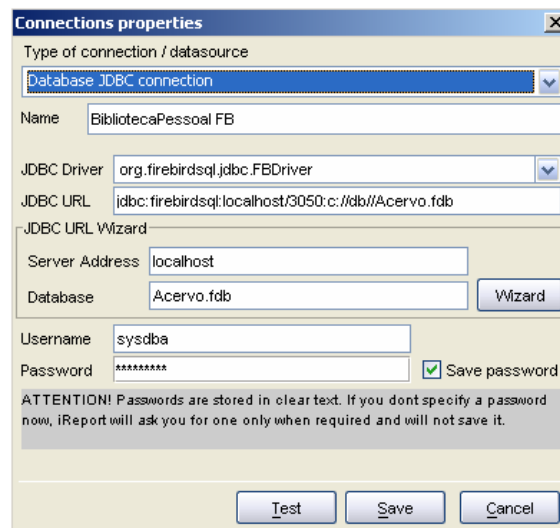 Connections properties
Type of connection / datasource
Database JDBC connection
Name BibliotecaPessoal FB
JDBC Driver org.firebirdsql.jdbc.FBDriver
JDBC URL jdbc:firebirdsql:localhost/3050:c://db//Acervo.fdb
JDBC URL Wizard
Server Address localhost
Database Acervo.fdb Wizard
Username sysdba
Password ********* Save password
ATTENTION! Passwords are stored in clear text. If you dont specify a password
now, iReport will ask you for one only when required and will not save it.
Test Save Cancel